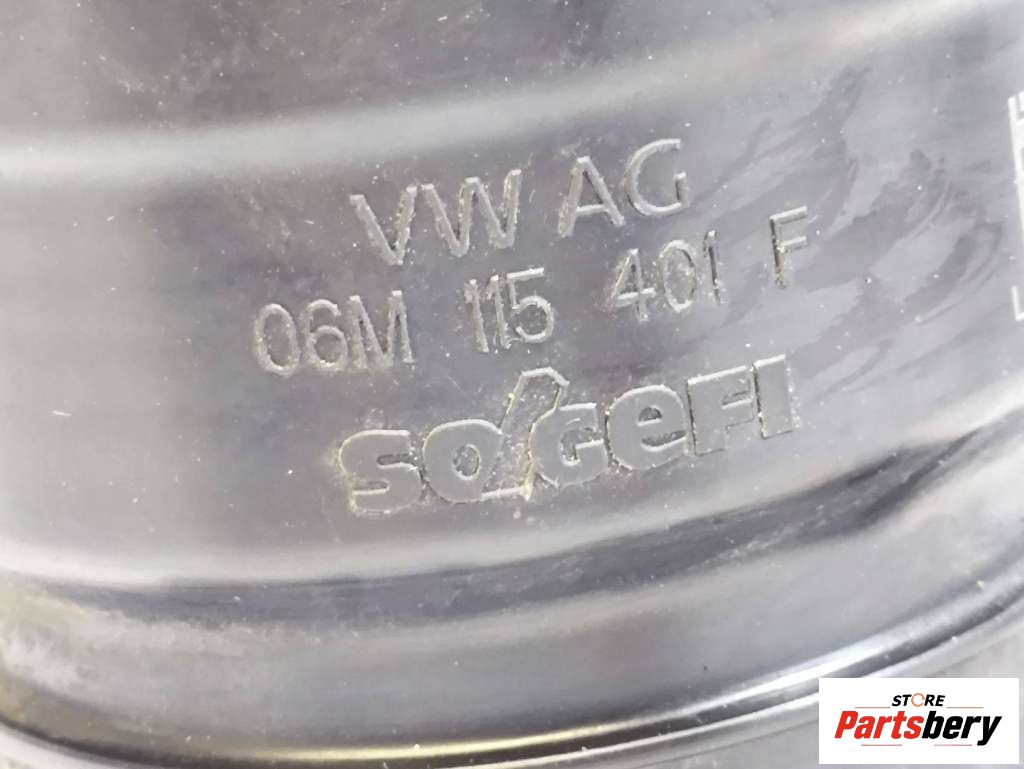 VW AG
06M 115 401 F
SOGEFI
STORE
Partsbery